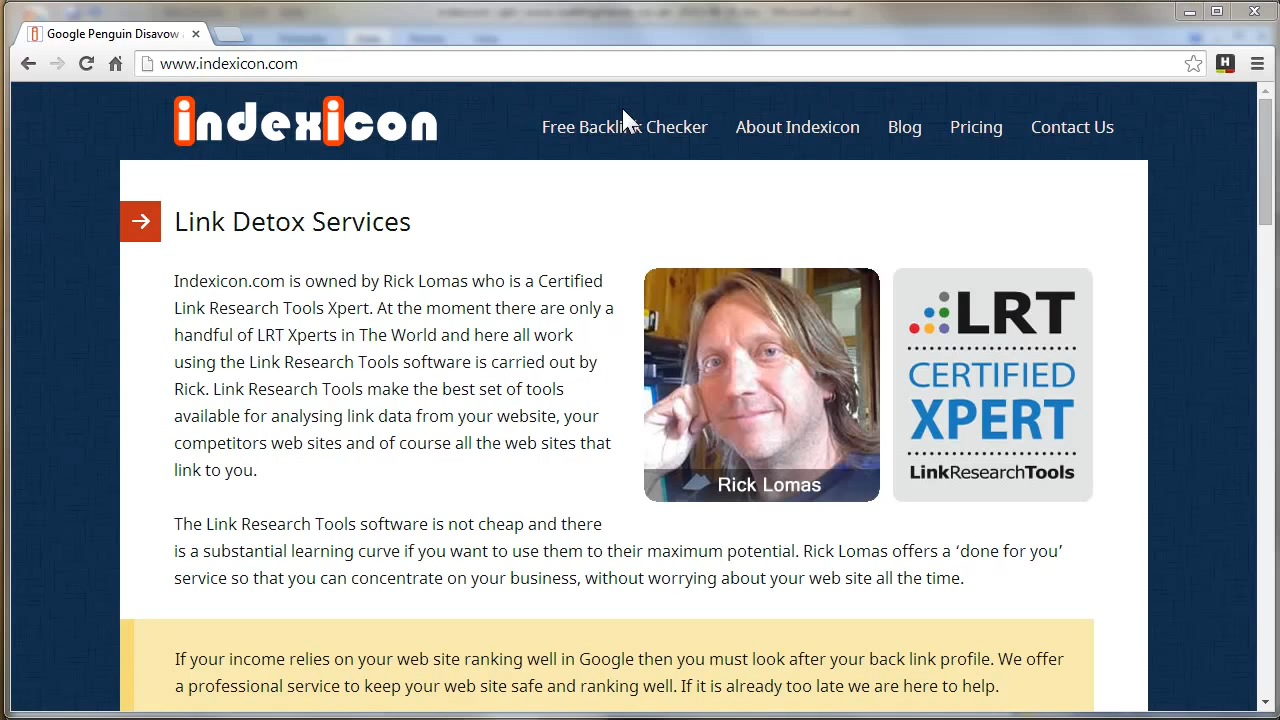 Google Penguin Disavow
www.indexicon.com
indexicon
Free Backlink Checker About Indexicon Blog Pricing Contact Us
Link Detox Services
Indexicon.com is owned by Rick Lomas who is a Certified
Link Research Tools Xpert. At the moment there are only a
handful of LRT Xperts in The World and here all work
using the Link Research Tools software is carried out by
Rick. Link Research Tools make the best set of tools
available for analysing link data from your website, your
competitors web sites and of course all the web sites that
link to you.
Rick Lomas
LRT
CERTIFIED
XPERT
LinkResearchTools
The Link Research Tools software is not cheap and there
is a substantial learning curve if you want to use them to their maximum potential. Rick Lomas offers a ‘done for you’
service so that you can concentrate on your business, without worrying about your web site all the time.
If your income relies on your web site ranking well in Google then you must look after your back link profile. We offer
a professional service to keep your web site safe and ranking well. If it is already too late we are here to help.